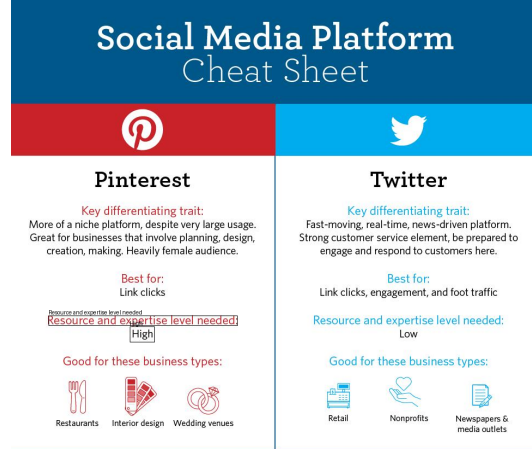 Social Media Platform
Cheat Sheet
Pinterest
Key differentiating trait:
More of a niche platform, despite very large usage.
Great for businesses that involve planning, design,
creation, making. Heavily female audience.
Best for:
Link clicks
Resource and expertise level needed
Resource and expertise level needed:
High
Good for these business types:
Restaurants
Interior design
Wedding venues
Twitter
Key differentiating trait:
Fast-moving, real-time, news-driven platform.
Strong customer service element, be prepared to
engage and respond to customers here.
Best for:
Link clicks, engagement, and foot traffic
Resource and expertise level needed:
Low
Good for these business types:
Retail
Nonprofits
Newspapers &
media outlets